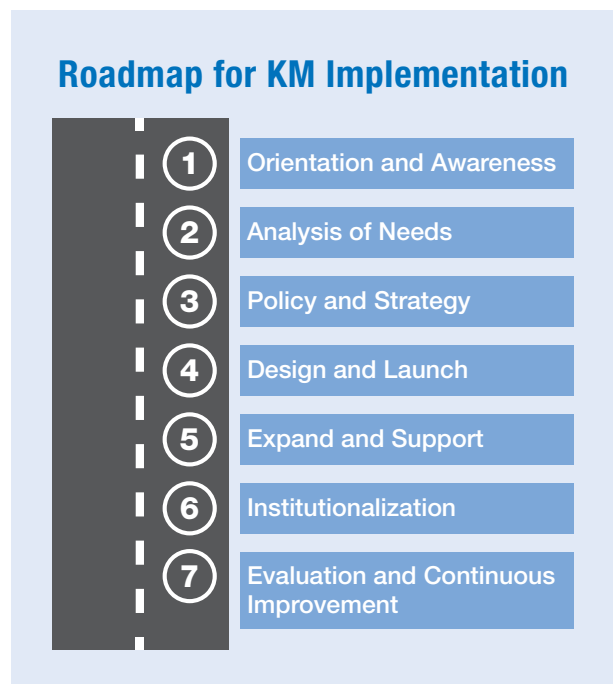 Roadmap for KM Implementation
1 Orientation and Awareness
2 Analysis of Needs
3 Policy and Strategy
4 Design and Launch
5 Expand and Support
6 Institutionalization
7 Evaluation and Continuous
Improvement